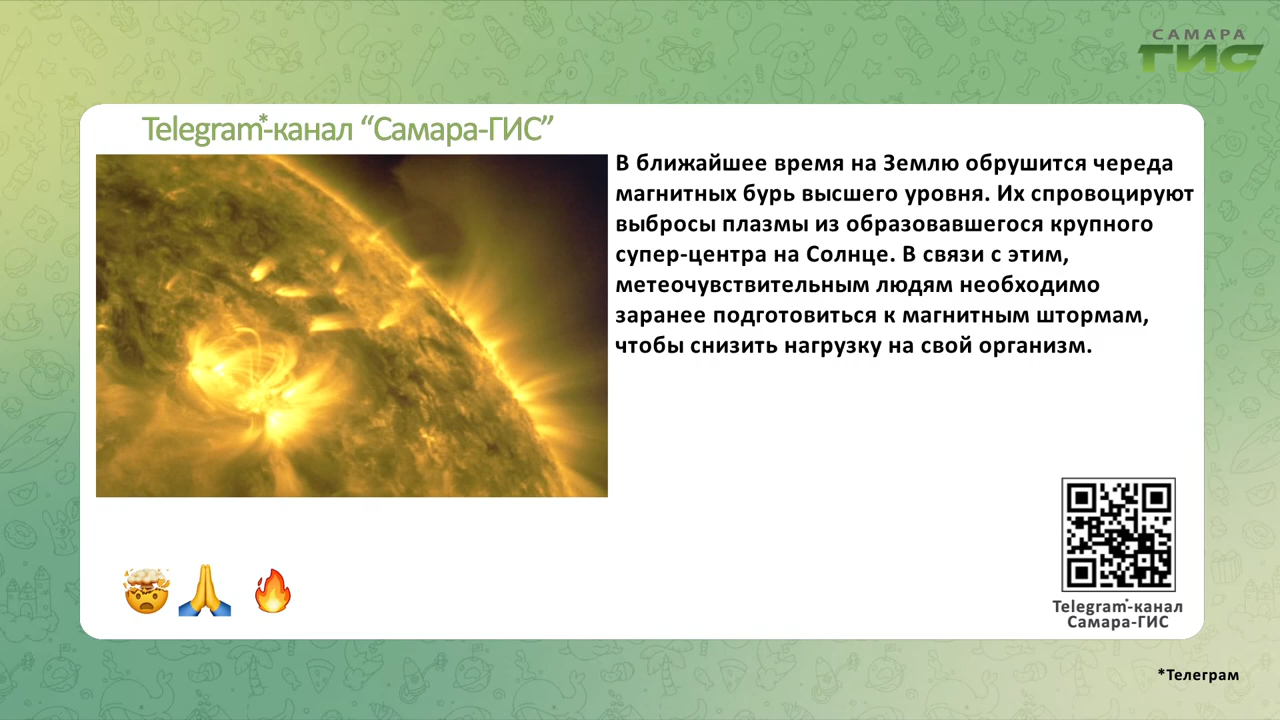 САМАРА
ГИС
Telegram*-канал “Самара-ГИС”
В ближайшее время на Землю обрушится череда
магнитных бурь высшего уровня. Их спровоцируют
выбросы плазмы из образовавшегося крупного
супер-центра на Солнце. В связи с этим,
метеочувствительным людям необходимо
заранее подготовиться к магнитным штормам,
чтобы снизить нагрузку на свой организм.
Telegram*-канал
Самара-ГИС
*Телеграм